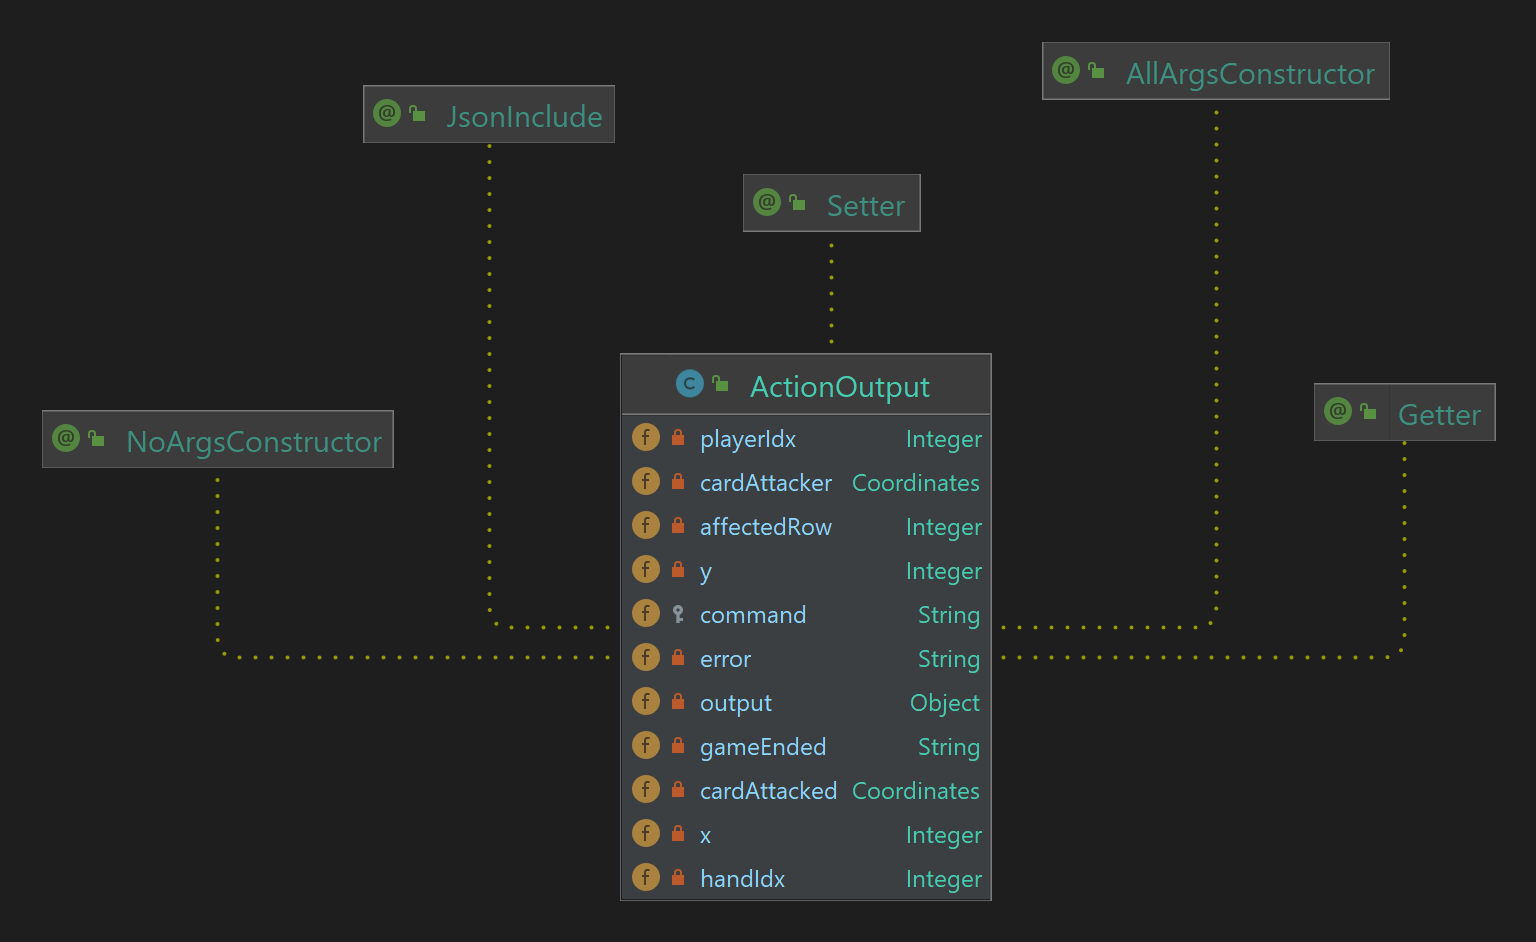 AllArgsConstructor
JsonInclude
Setter
ActionOutput
NoArgsConstructor
Getter
playerIdx Integer
cardAttacker Coordinates
affectedRow Integer
y Integer
command String
error String
output Object
gameEnded String
cardAttacked Coordinates
x Integer
handIdx Integer